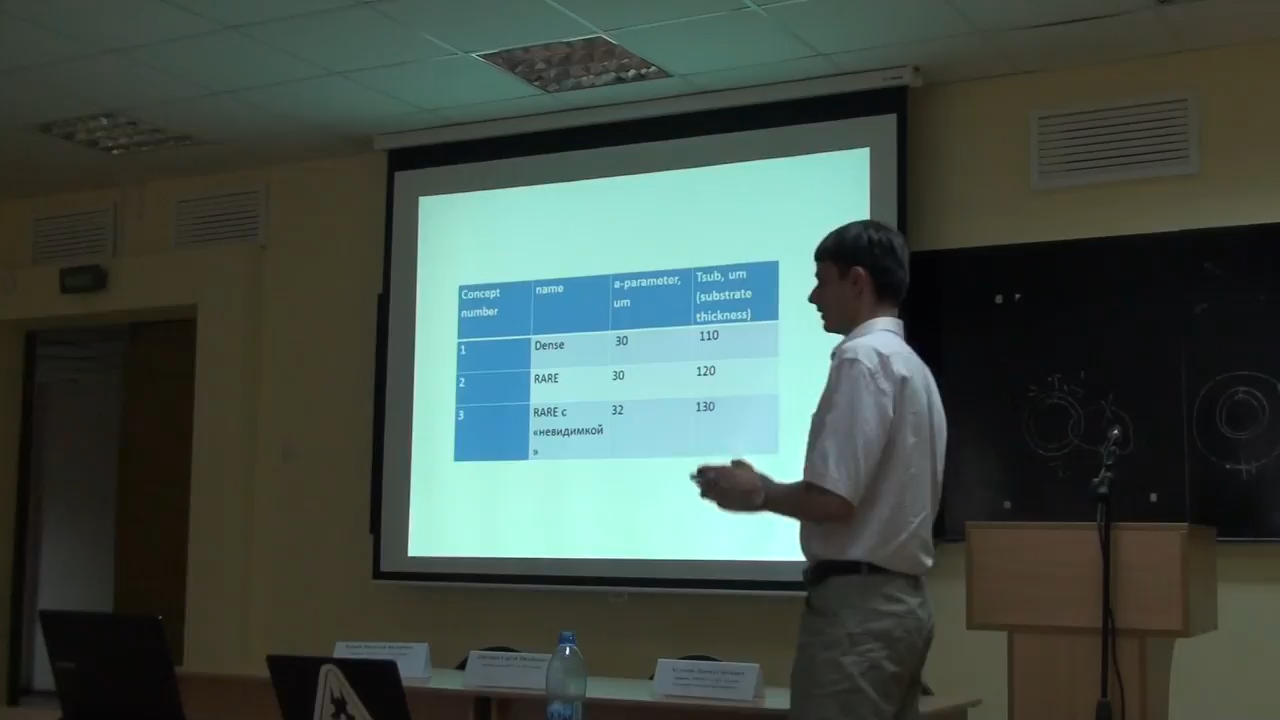 Concept
number
name
a-parameter,
um
Tsub, um
(substrate
thickness)
1
Dense
30
110
2
RARE
30
120
3
RARE с
«невидимкой
»
32
130